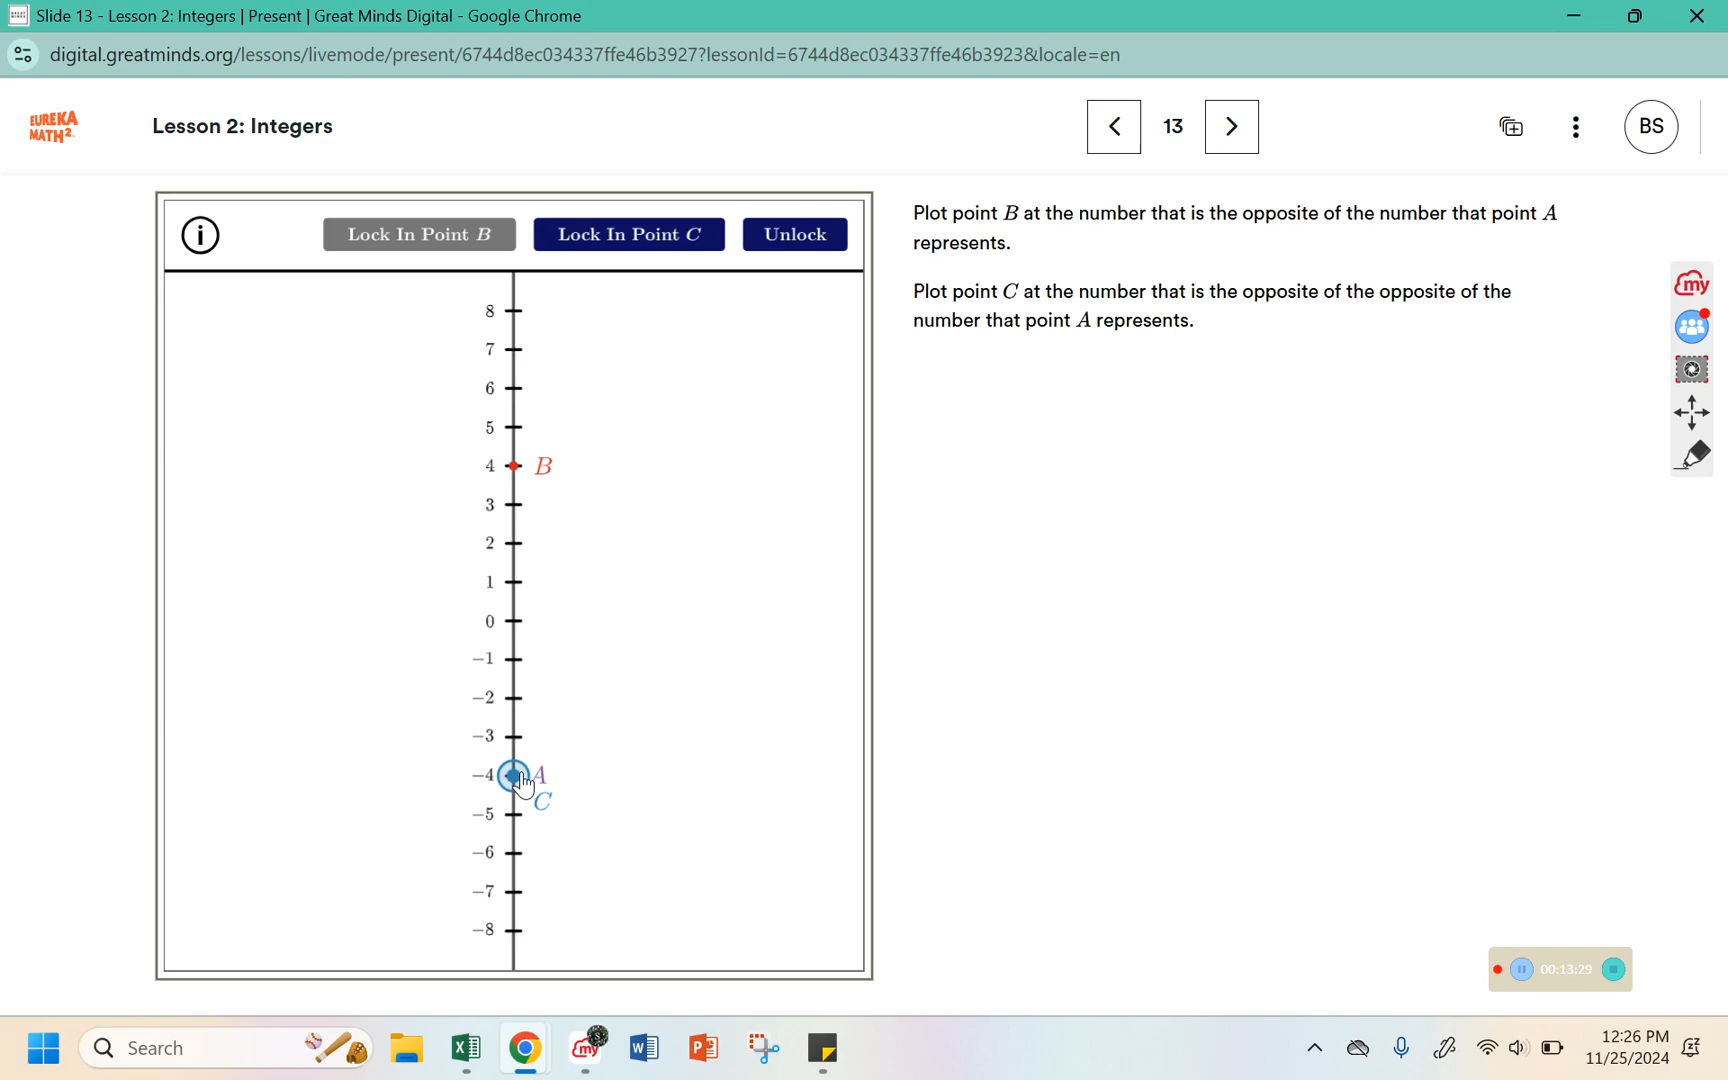 Slide 13 - Lesson 2: Integers | Present | Great Minds Digital - Google Chrome
digital.greatminds.org/lessons/livemode/present/6744d8ec034337ffe46b3927?lessonId=6744d8ec034337ffe46b3923&locale=en
EUREKA
MATH²
Lesson 2: Integers
13
BS
i
Lock In Point B
Lock In Point C
Unlock
Plot point B at the number that is the opposite of the number that point A
represents.
Plot point C at the number that is the opposite of the opposite of the
number that point A represents.
my
8
7
6
5
4 B
3
2
1
0
−1
−2
−3
−4 A
C
−5
−6
−7
−8
00:13:29
Search
my
S
12:26 PM
11/25/2024